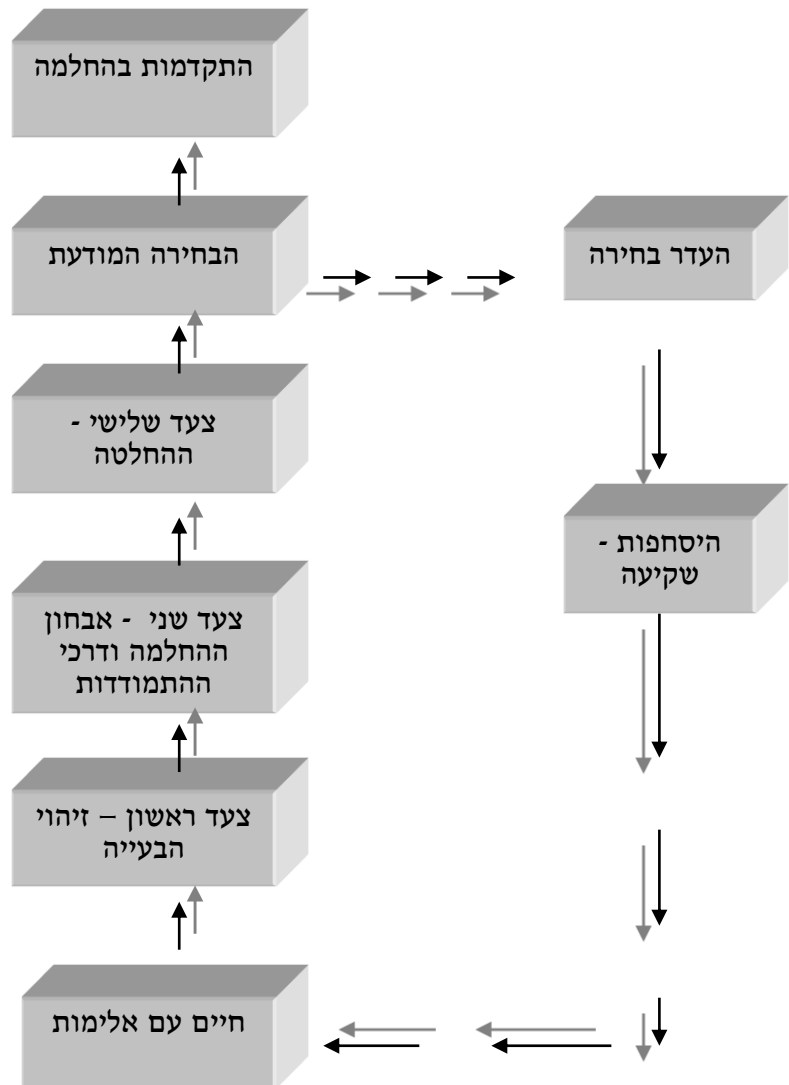 התקדמות בהחלמה
הבחירה המודעת
העדר בחירה
צעד שלישי -
ההחלטה
היסחפות -
שקיעה
צעד שני - אבחון
ההחלמה ודרכי
ההתמודדות
צעד ראשון – זיהוי
הבעייה
חיים עם אלימות